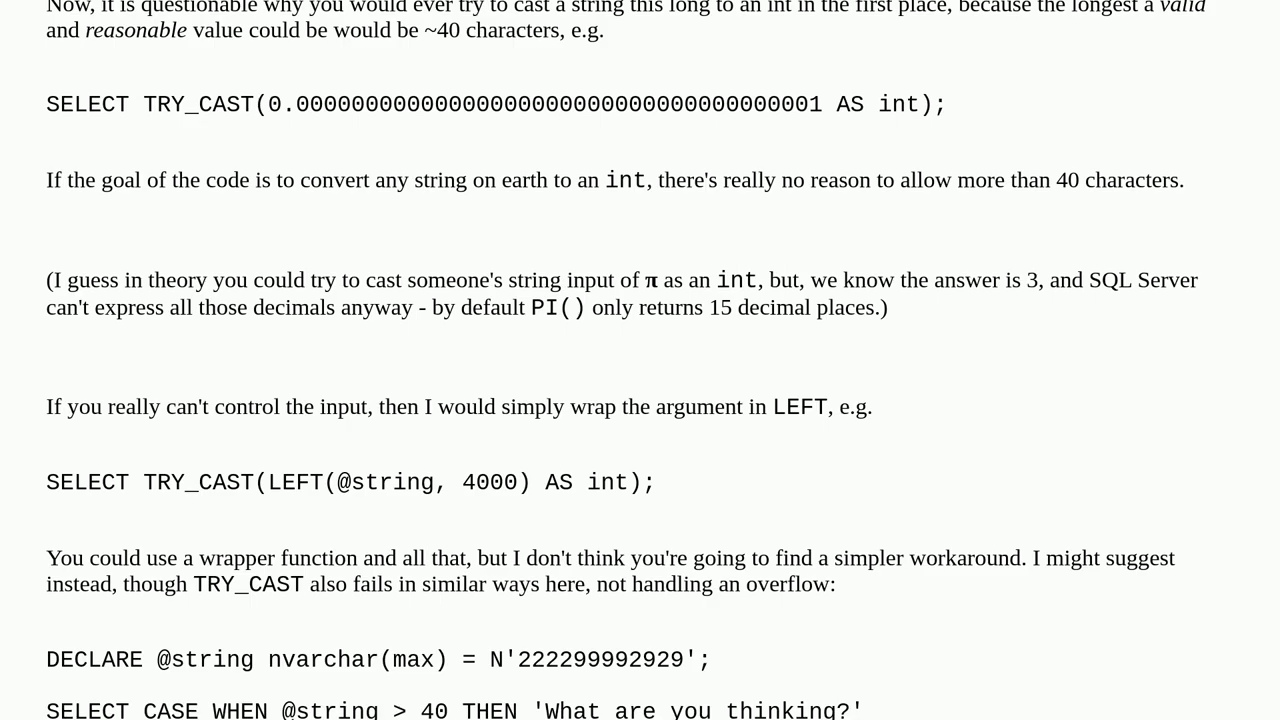 Now, it is questionable why you would ever try to cast a string this long to an int in the first place, because the longest a valid
and reasonable value could be would be ~40 characters, e.g.
SELECT TRY_CAST(0.0000000000000000000000000000000000001 AS int);
If the goal of the code is to convert any string on earth to an int, there's really no reason to allow more than 40 characters.
(I guess in theory you could try to cast someone's string input of π as an int, but, we know the answer is 3, and SQL Server
can't express all those decimals anyway - by default PI() only returns 15 decimal places.)
If you really can't control the input, then I would simply wrap the argument in LEFT, e.g.
SELECT TRY_CAST(LEFT(@string, 4000) AS int);
You could use a wrapper function and all that, but I don't think you're going to find a simpler workaround. I might suggest
instead, though TRY_CAST also fails in similar ways here, not handling an overflow:
DECLARE @string nvarchar(max) = N'222299992929';
SELECT CASE WHEN @string > 40 THEN 'What are you thinking?'